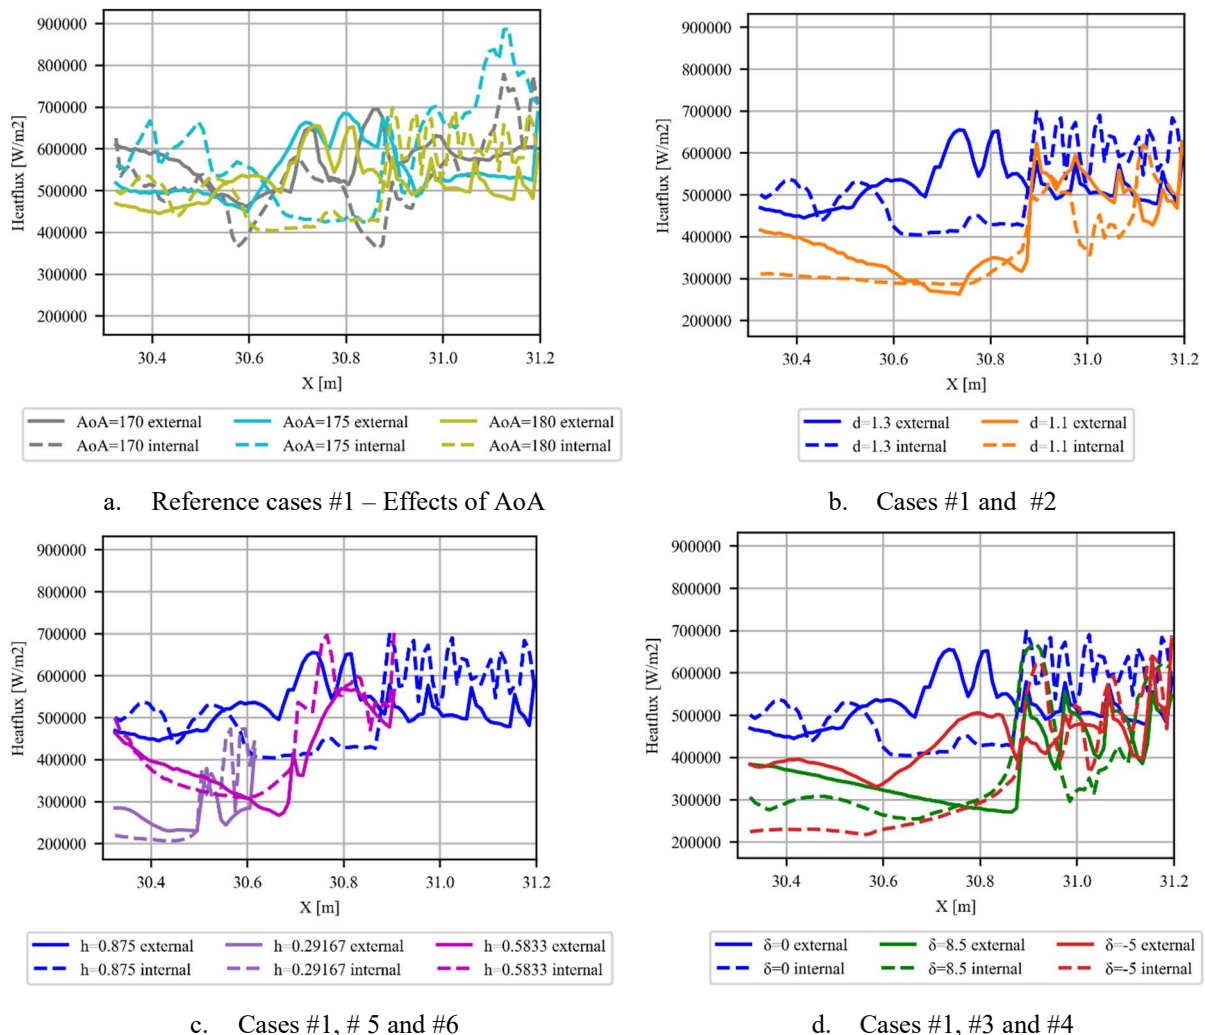 900000
800000
700000
600000
500000
400000
300000
200000
Heatflux [W/m2]
30.4 30.6 30.8 31.0 31.2
X [m]
AoA=170 external AoA=175 external AoA=180 external
AoA=170 internal AoA=175 internal AoA=180 internal
a. Reference cases #1 – Effects of AoA
900000
800000
700000
600000
500000
400000
300000
200000
Heatflux [W/m2]
30.4 30.6 30.8 31.0 31.2
X [m]
d=1.3 external d=1.1 external
d=1.3 internal d=1.1 internal
b. Cases #1 and #2
900000
800000
700000
600000
500000
400000
300000
200000
Heatflux [W/m2]
30.4 30.6 30.8 31.0 31.2
X [m]
h=0.875 external h=0.29167 external h=0.5833 external
h=0.875 internal h=0.29167 internal h=0.5833 internal
c. Cases #1, # 5 and #6
900000
800000
700000
600000
500000
400000
300000
200000
Heatflux [W/m2]
30.4 30.6 30.8 31.0 31.2
X [m]
δ=0 external δ=8.5 external δ=-5 external
δ=0 internal δ=8.5 internal δ=-5 internal
d. Cases #1, #3 and #4